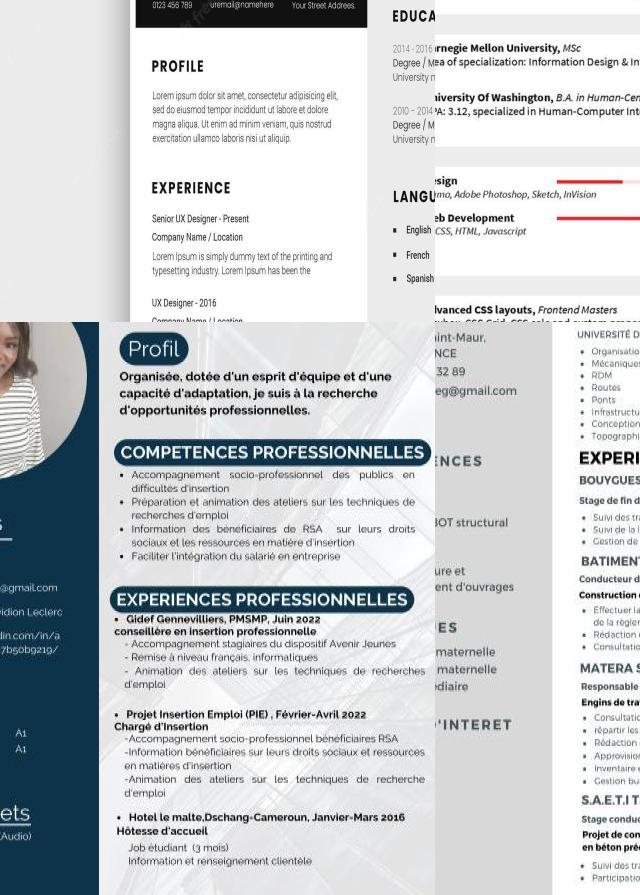 0123 456 789 uremail@namehere Your Street Addrees.
PROFILE
Lorem ipsum dolor sit amet, consectetur adipisicing elit,
sed do eiusmod tempor incididunt ut labore et dolore
magna aliqua. Ut enim ad minim veniam, quis nostrud
exercitation ullamco laboris nisi ut aliquip.
EXPERIENCE
Senior UX Designer - Present
Company Name / Location
Lorem Ipsum is simply dummy text of the printing and
typesetting industry. Lorem Ipsum has been the
UX Designer - 2016
Company Name / Location
EDUCA
2014 - 2016
Degree / M
University n
2010 - 2014
Degree / M
University n
LANGU
English
French
Spanish
rnegie Mellon University, MSc
ea of specialization: Information Design & In
niversity Of Washington, B.A. in Human-Cen
PA: 3.12, specialized in Human-Computer Inte
esign
mo, Adobe Photoshop, Sketch, InVision
eb Development
CSS, HTML, Javascript
dvanced CSS layouts, Frontend Masters
@gmail.com
vidion Leclerc
din.com/in/a
7b50b9219/
A1
A1
ets
(Audio)
Profil
Organisée, dotée d'un esprit d'équipe et d'une
capacité d'adaptation, je suis à la recherche
d'opportunités professionnelles.
COMPETENCES PROFESSIONNELLES
• Accompagnement socio-professionnel des publics en
difficultés d'insertion
• Préparation et animation des ateliers sur les techniques de
recherches d'emploi
• Information des bénéficiaires de RSA sur leurs droits
sociaux et les ressources en matière d'insertion
• Faciliter l'intégration du salarié en entreprise
EXPERIENCES PROFESSIONNELLES
• Gidef Gennevilliers, PMSMP, Juin 2022
conseillère en insertion professionnelle
- Accompagnement stagiaires du dispositif Avenir Jeunes
- Remise à niveau français, informatiques
- Animation des ateliers sur les techniques de recherches
d'emploi
• Projet Insertion Emploi (PIE) , Février-Avril 2022
Chargé d'Insertion
-Accompagnement socio-professionnel bénéficiaires RSA
-Information bénéficiaires sur leurs droits sociaux et ressources
en matières d'insertion
-Animation des ateliers sur les techniques de recherche
d'emploi
• Hotel le malte,Dschang-Cameroun, Janvier-Mars 2016
Hôtesse d'accueil
Job étudiant (3 mois)
Information et renseignement clientèle
aint-Maur,
NCE
32 89
eg@gmail.com
ENCES
BOT structural
ure et
ent d'ouvrages
ES
maternelle
maternelle
édiaire
'INTERET
UNIVERSITÉ D
• Organisatio
• Mécaniques
• RDM
• Routes
• Ponts
• Infrastructu
• Conception
• Topographi
EXPERI
BOUYGUES
Stage de fin d
• Suivi des tra
• Suivi de la l
• Gestion de
BATIMENT
Conducteur d
Construction d
• Effectuer la
de la règler
• Rédaction d
• Consultatio
MATERA S
Responsable
Engins de tra
• Consultatio
• répartir les
• Rédaction
• Approvision
• Inventaire e
• Gestion bu
S.A.E.T.I T
Stage conduc
Projet de con
en béton préc
• Suivi des tra
• Participatio